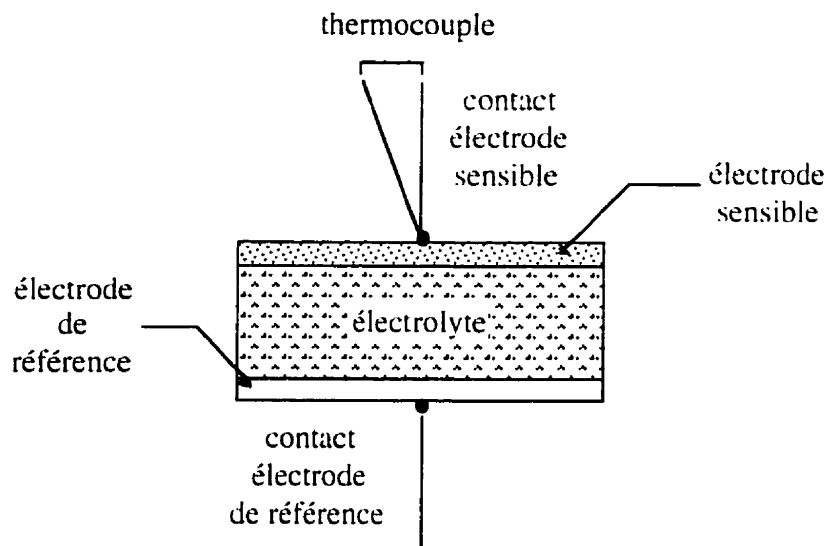 thermocouple
contact
électrode
sensible
électrode
sensible
électrode
de
référence
électrolyte
contact
électrode
de référence